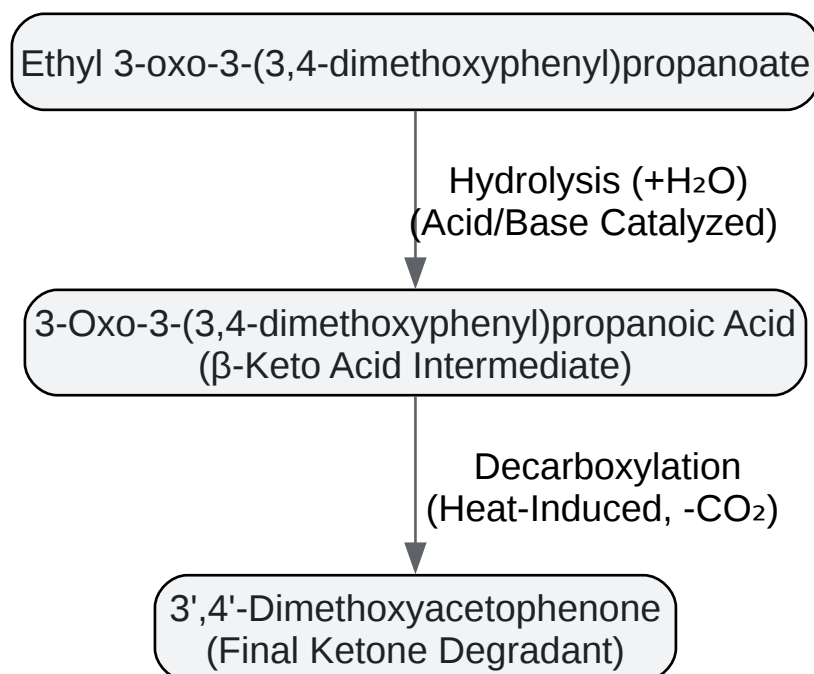 Ethyl 3-oxo-3-(3,4-dimethoxyphenyl)propanoate
Hydrolysis (+H₂O)
(Acid/Base Catalyzed)
3-Oxo-3-(3,4-dimethoxyphenyl)propanoic Acid
(β-Keto Acid Intermediate)
Decarboxylation
(Heat-Induced, -CO₂)
3',4'-Dimethoxyacetophenone
(Final Ketone Degradant)